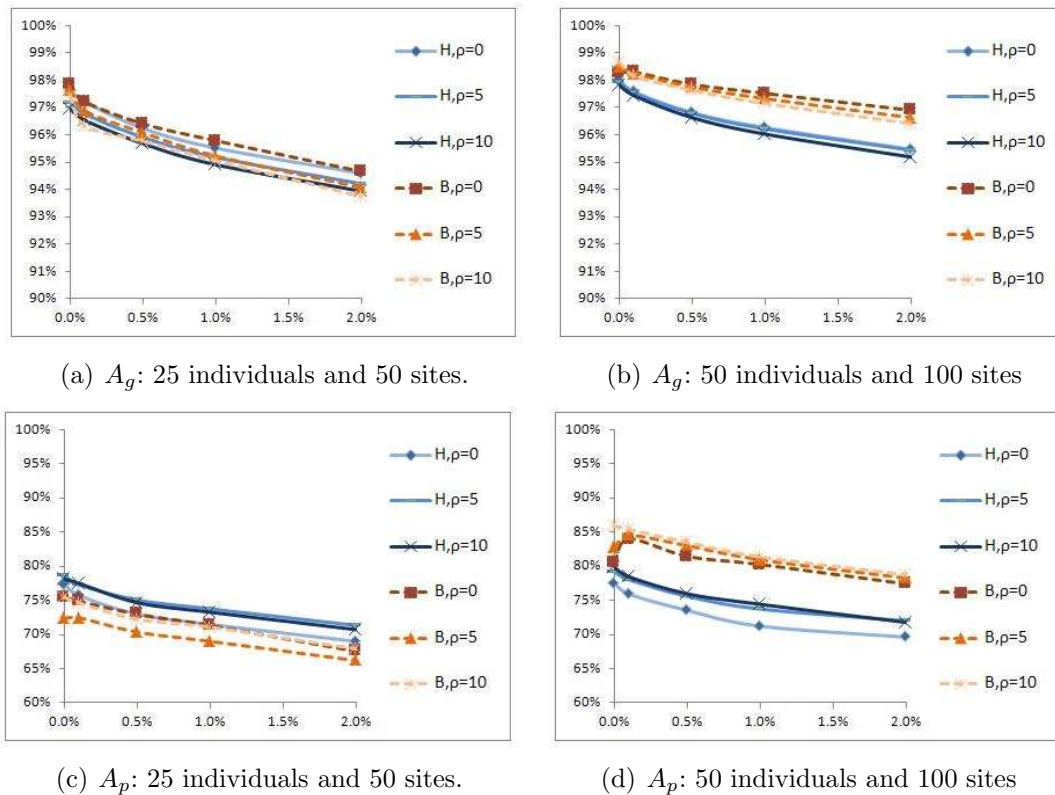 100%
99%
98%
97%
96%
95%
94%
93%
92%
91%
90%
0.0% 0.5% 1.0% 1.5% 2.0%
H,ρ=0
H,ρ=5
H,ρ=10
B,ρ=0
B,ρ=5
B,ρ=10
(a) A_g: 25 individuals and 50 sites.
100%
99%
98%
97%
96%
95%
94%
93%
92%
91%
90%
0.0% 0.5% 1.0% 1.5% 2.0%
H,ρ=0
H,ρ=5
H,ρ=10
B,ρ=0
B,ρ=5
B,ρ=10
(b) A_g: 50 individuals and 100 sites
100%
95%
90%
85%
80%
75%
70%
65%
60%
0.0% 0.5% 1.0% 1.5% 2.0%
H,ρ=0
H,ρ=5
H,ρ=10
B,ρ=0
B,ρ=5
B,ρ=10
(c) A_p: 25 individuals and 50 sites.
100%
95%
90%
85%
80%
75%
70%
65%
60%
0.0% 0.5% 1.0% 1.5% 2.0%
H,ρ=0
H,ρ=5
H,ρ=10
B,ρ=0
B,ρ=5
B,ρ=10
(d) A_p: 50 individuals and 100 sites